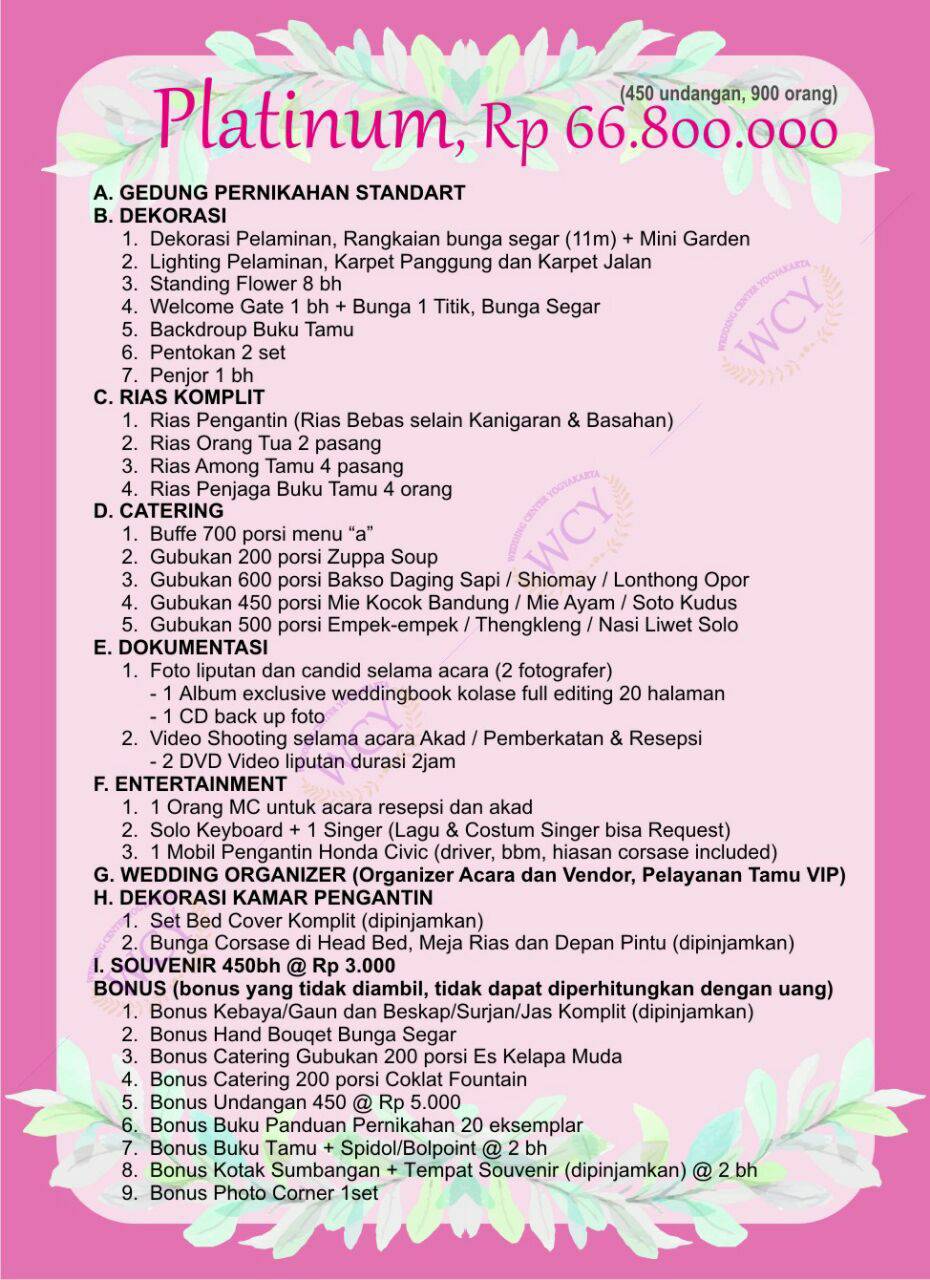 (450 undangan, 900 orang)
Platinum, Rp 66.800.000
A. GEDUNG PERNIKAHAN STANDART
B. DEKORASI
1. Dekorasi Pelaminan, Rangkaian bunga segar (11m) + Mini Garden
2. Lighting Pelaminan, Karpet Panggung dan Karpet Jalan
3. Standing Flower 8 bh
4. Welcome Gate 1 bh + Bunga 1 Titik, Bunga Segar
5. Backdroup Buku Tamu
6. Pentokan 2 set
7. Penjor 1 bh
C. RIAS KOMPLIT
1. Rias Pengantin (Rias Bebas selain Kanigaran & Basahan)
2. Rias Orang Tua 2 pasang
3. Rias Among Tamu 4 pasang
4. Rias Penjaga Buku Tamu 4 orang
D. CATERING
1. Buffe 700 porsi menu “a”
2. Gubukan 200 porsi Zuppa Soup
3. Gubukan 600 porsi Bakso Daging Sapi / Shiomay / Lonthong Opor
4. Gubukan 450 porsi Mie Kocok Bandung / Mie Ayam / Soto Kudus
5. Gubukan 500 porsi Empek-empek / Thengkleng / Nasi Liwet Solo
E. DOKUMENTASI
1. Foto liputan dan candid selama acara (2 fotografer)
- 1 Album exclusive weddingbook kolase full editing 20 halaman
- 1 CD back up foto
2. Video Shooting selama acara Akad / Pemberkatan & Resepsi
- 2 DVD Video liputan durasi 2jam
F. ENTERTAINMENT
1. 1 Orang MC untuk acara resepsi dan akad
2. Solo Keyboard + 1 Singer (Lagu & Costum Singer bisa Request)
3. 1 Mobil Pengantin Honda Civic (driver, bbm, hiasan corsase included)
G. WEDDING ORGANIZER (Organizer Acara dan Vendor, Pelayanan Tamu VIP)
H. DEKORASI KAMAR PENGANTIN
1. Set Bed Cover Komplit (dipinjamkan)
2. Bunga Corsase di Head Bed, Meja Rias dan Depan Pintu (dipinjamkan)
I. SOUVENIR 450bh @ Rp 3.000
BONUS (bonus yang tidak diambil, tidak dapat diperhitungkan dengan uang)
1. Bonus Kebaya/Gaun dan Beskap/Surjan/Jas Komplit (dipinjamkan)
2. Bonus Hand Bouqet Bunga Segar
3. Bonus Catering Gubukan 200 porsi Es Kelapa Muda
4. Bonus Catering 200 porsi Coklat Fountain
5. Bonus Undangan 450 @ Rp 5.000
6. Bonus Buku Panduan Pernikahan 20 eksemplar
7. Bonus Buku Tamu + Spidol/Bolpoint @ 2 bh
8. Bonus Kotak Sumbangan + Tempat Souvenir (dipinjamkan) @ 2 bh
9. Bonus Photo Corner 1set
WEDDING CENTER YOGYAKARTA
WCY
WEDDING CENTER YOGYAKARTA
WCY
WEDDING CENTER YOGYAKARTA
WCY
WEDDING CENTER YOGYAKARTA
WCY